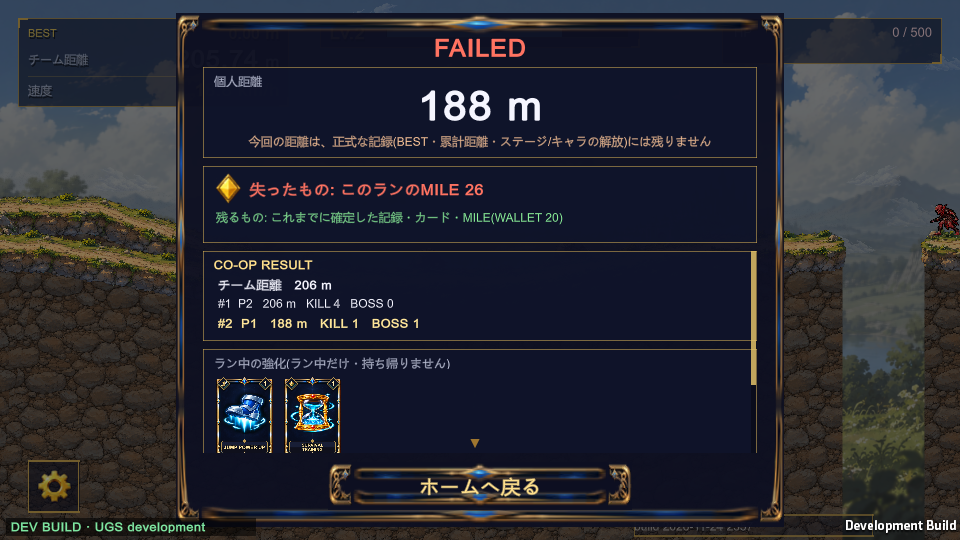 BEST
チーム距離
速度
0 / 500
FAILED
個人距離
188 m
今回の距離は、正式な記録(BEST・累計距離・ステージ/キャラの解放)には残りません
失ったもの: このランのMILE 26
残るもの: これまでに確定した記録・カード・MILE(WALLET 20)
CO-OP RESULT
チーム距離 206 m
#1 P2 206 m KILL 4 BOSS 0
#2 P1 188 m KILL 1 BOSS 1
ラン中の強化(ラン中だけ・持ち帰りません)
JUMP POWER UP
SURVIVAL TRAINING
ホームへ戻る
DEV BUILD · UGS development
Development Build